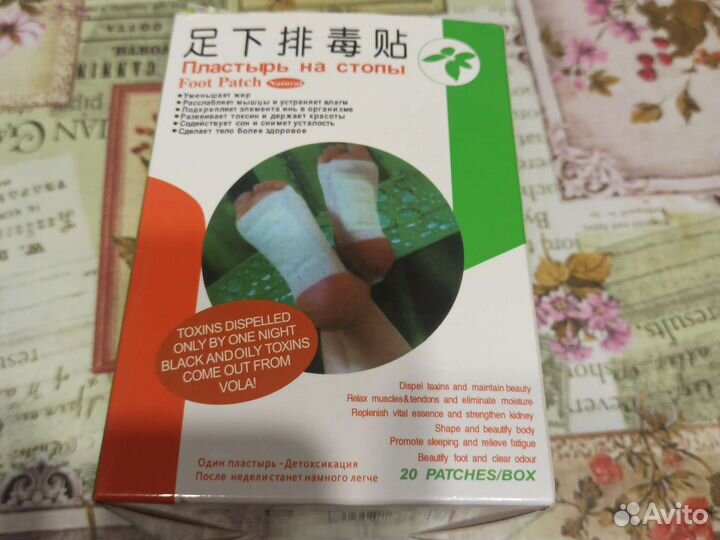 足下排毒贴
Пластырь на стопы
Foot Patch Natural
•Уменьшает жир
•Расслабляет мышцы и устраняет влагм
•Подкрепляет элемента инь в организме
•Развеивает токсин и держает красоты
•Содействует сон и снимет усталость
•Сделает тело более здоровое
TOXINS DISPELLED
ONLY BY ONE NIGHT
BLACK AND OILY TOXINS
COME OUT FROM
VOLA!
Dispel toxins and maintain beauty
Relax muscles&tendons and eliminate moisture
Replenish vital essence and strengthen kidney
Shape and beautify body
Promote sleeping and relieve fatigue
Beautify foot and clear odour
20 PATCHES/BOX
Один пластырь - Детоксикация
После недели станет намного легче
Avito